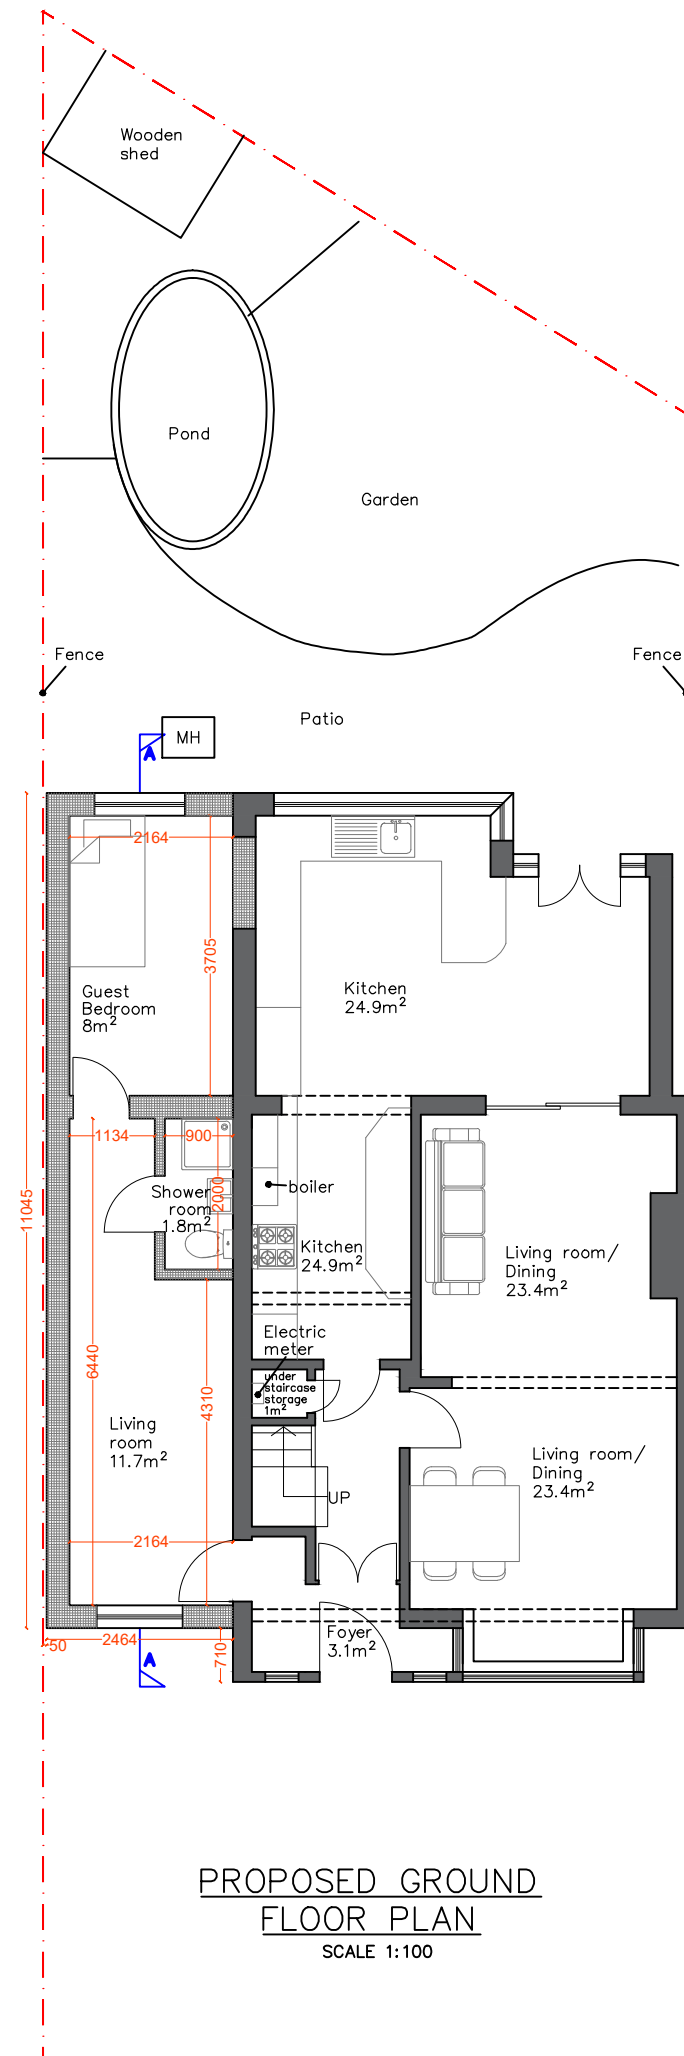 Wooden
shed
Pond
Garden
Fence
Fence
Patio
MH
A
2164
3705
Kitchen
24.9m²
Guest
Bedroom
8m²
1134
900
11045
Shower
room
1.8m²
2000
boiler
Kitchen
24.9m²
Living room/
Dining
23.4m²
Electric
meter
under
staircase
storage
1m²
6440
4310
Living
room
11.7m²
Living room/
Dining
23.4m²
UP
2164
Foyer
3.1m²
50
2464
710
A
PROPOSED GROUND
FLOOR PLAN
SCALE 1:100